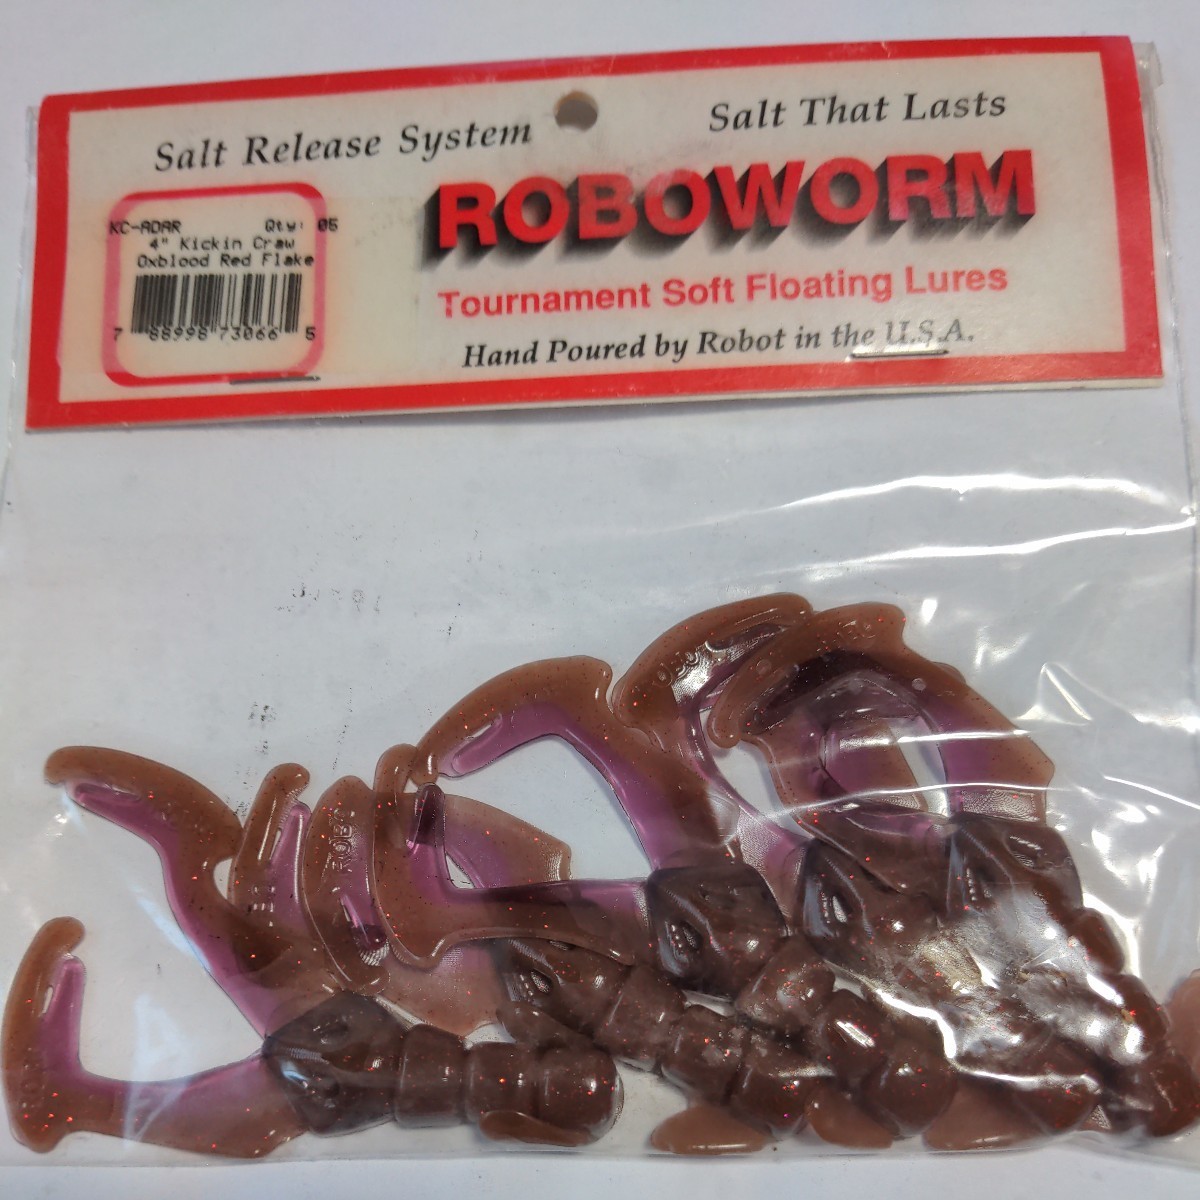 Salt Release System
Salt That Lasts
KC-ADAR Qty: 05
4" Kickin Craw
Oxblood Red Flake
7 88998 73066 5
ROBOWORM
Tournament Soft Floating Lures
Hand Poured by Robot in the U.S.A.
ROBO